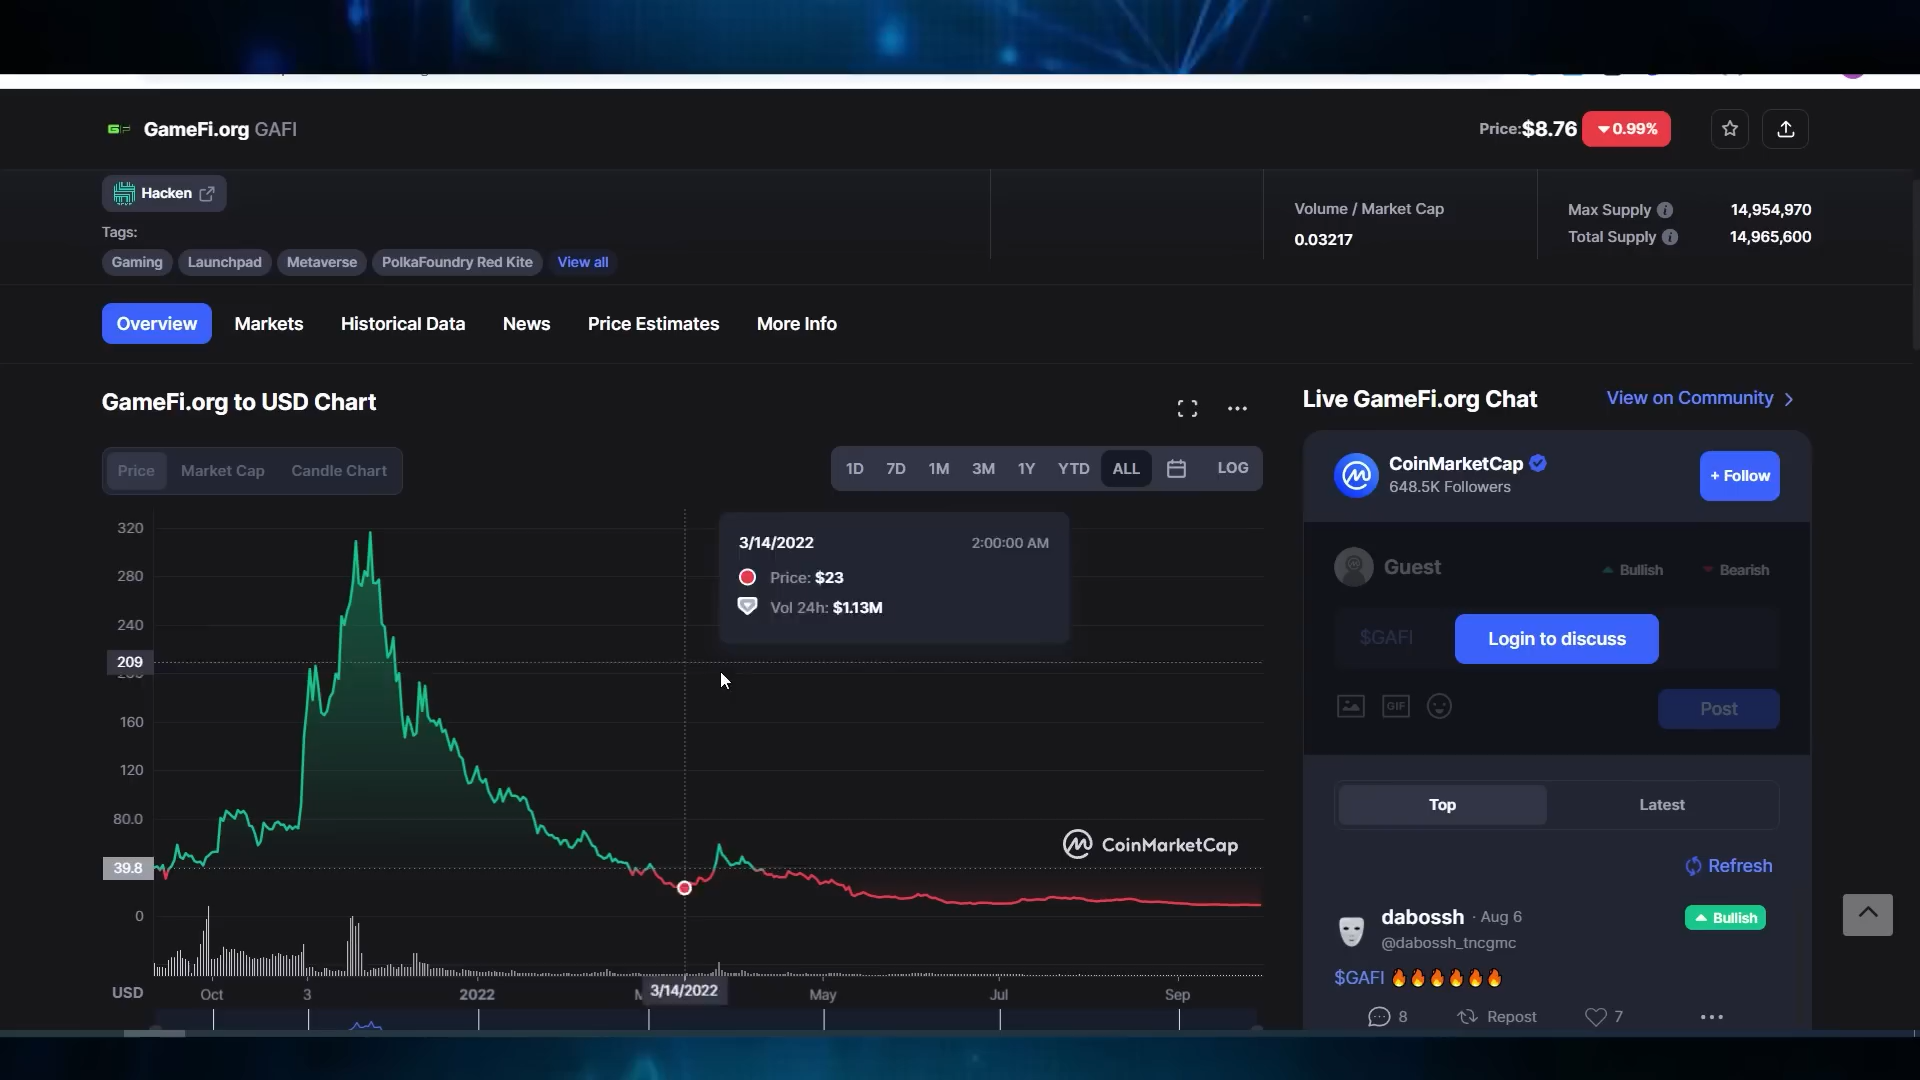 GameFi.org GAFI
Price:$8.76 0.99%
Hacken
Tags:
Gaming Launchpad Metaverse PolkaFoundry Red Kite View all
Volume / Market Cap
0.03217
Max Supply 14,954,970
Total Supply 14,965,600
Overview Markets Historical Data News Price Estimates More Info
GameFi.org to USD Chart
Price Market Cap Candle Chart
1D 7D 1M 3M 1Y YTD ALL LOG
3/14/2022 2:00:00 AM
Price: $23
Vol 24h: $1.13M
320
280
240
209
160
120
80.0
39.8
0
CoinMarketCap
USD Oct 3 2022 3/14/2022 May Jul Sep
Live GameFi.org Chat View on Community
CoinMarketCap
648.5K Followers
+ Follow
Guest Bullish Bearish
$GAFI Login to discuss
GIF Post
Top Latest
Refresh
dabossh · Aug 6 Bullish
@dabossh_tncgmc
$GAFI
8 Repost 7